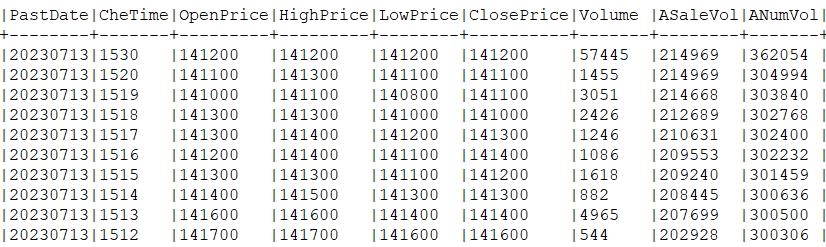 |PastDate|CheTime|OpenPrice|HighPrice|LowPrice|ClosePrice|Volume |ASaleVol|ANumVol|
+--------+-------+---------+---------+--------+----------+-------+--------+-------+
|20230713|1530   |141200   |141200   |141200  |141200    |57445  |214969  |362054 |
|20230713|1520   |141100   |141300   |141100  |141100    |1455   |214969  |304994 |
|20230713|1519   |141000   |141100   |140800  |141100    |3051   |214668  |303840 |
|20230713|1518   |141300   |141300   |141000  |141000    |2426   |212689  |302768 |
|20230713|1517   |141300   |141400   |141200  |141300    |1246   |210631  |302400 |
|20230713|1516   |141200   |141400   |141100  |141400    |1086   |209553  |302232 |
|20230713|1515   |141300   |141300   |141100  |141200    |1618   |209240  |301459 |
|20230713|1514   |141400   |141500   |141300  |141300    |882    |208445  |300636 |
|20230713|1513   |141600   |141600   |141400  |141400    |4965   |207699  |300500 |
|20230713|1512   |141700   |141700   |141600  |141600    |544    |202928  |300306 |